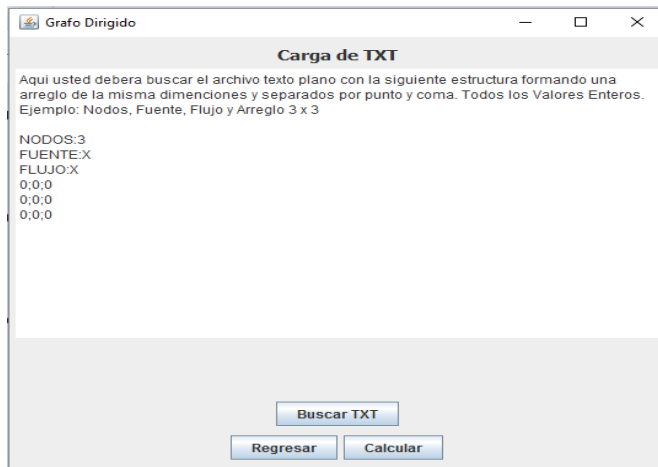 Grafo Dirigido
Carga de TXT
Aqui usted debera buscar el archivo texto plano con la siguiente estructura formando una
arreglo de la misma dimenciones y separados por punto y coma. Todos los Valores Enteros.
Ejemplo: Nodos, Fuente, Flujo y Arreglo 3 x 3
NODOS:3
FUENTE:X
FLUJO:X
0;0;0
0;0;0
0;0;0
Buscar TXT
Regresar Calcular